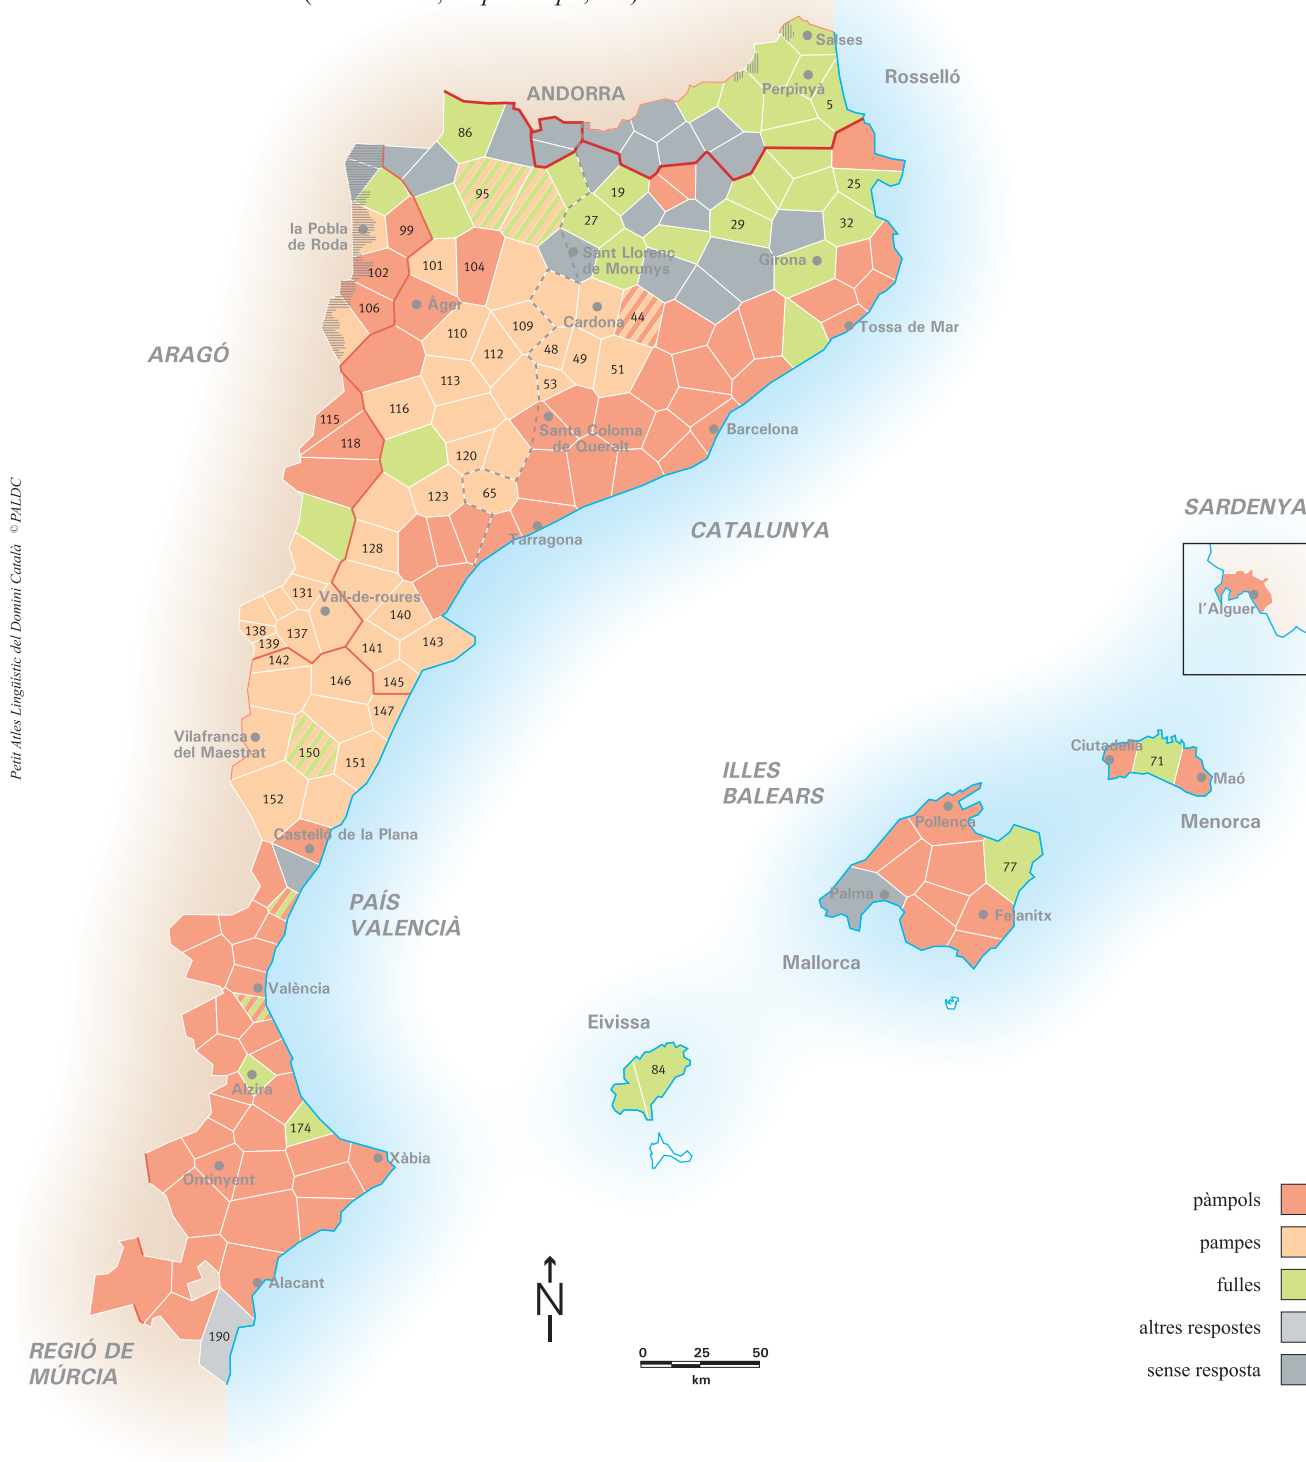 Salses
Rosselló
Perpinyà
5
ANDORRA
86
95
19
25
27
29
32
la Pobla
de Roda
99
101
102
104
106
Sant Llorenç
de Morunys
Girona
Àger
Cardona
44
Tossa de Mar
109
110
112
48
49
51
53
113
116
ARAGÓ
115
118
Santa Coloma
de Queralt
Barcelona
120
123
65
Petit Atles Lingüístic del Domini Català © PALDC
CATALUNYA
SARDENYA
Tarragona
128
131
Vall-de-roures
l'Alguer
137
138
139
140
141
142
143
145
146
147
Vilafranca
del Maestrat
150
151
152
Ciutadella
71
Maó
Menorca
ILLES
BALEARS
Pollença
77
Palma
Felanitx
Mallorca
Castelló de la Plana
PAÍS
VALENCIÀ
València
Eivissa
84
Alzira
174
Xàbia
Ontinyent
Alacant
190
REGIÓ DE
MÚRCIA
N
0 25 50
km
pàmpols
pampes
fulles
altres respostes
sense resposta